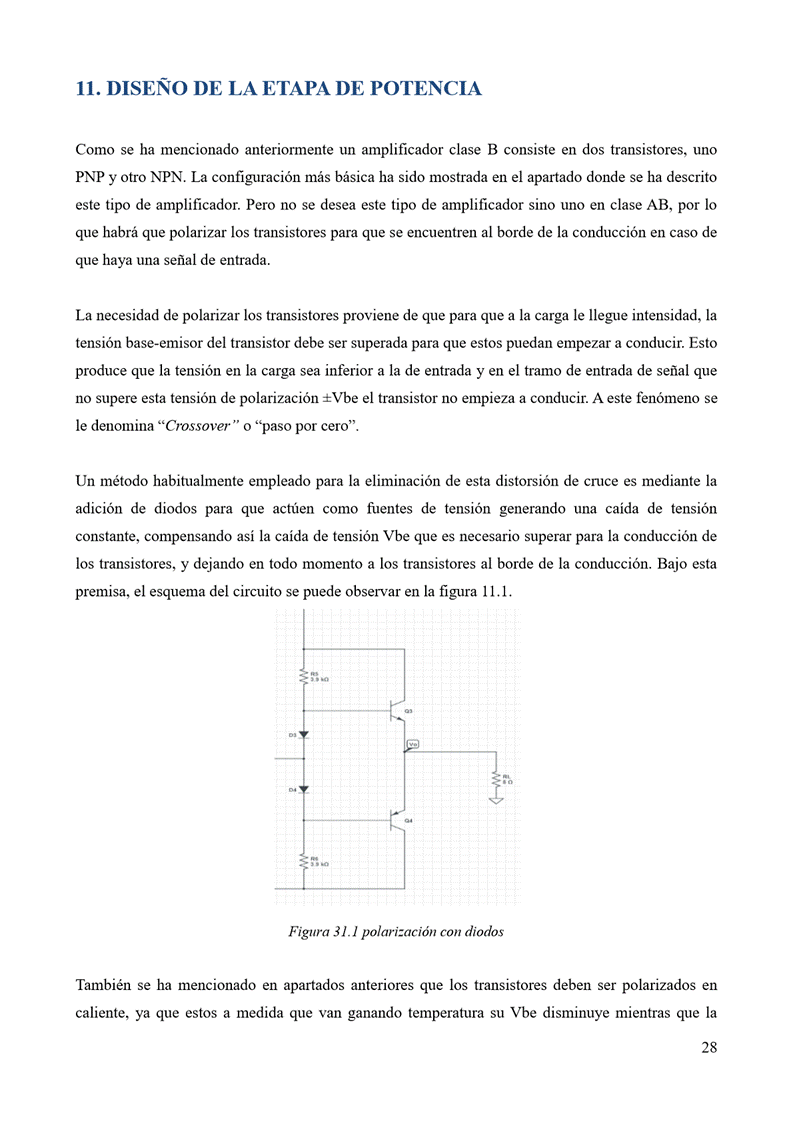 11. DISEÑO DE LA ETAPA DE POTENCIA
Como se ha mencionado anteriormente un amplificador clase B consiste en dos transistores, uno
PNP y otro NPN. La configuración más básica ha sido mostrada en el apartado donde se ha descrito
este tipo de amplificador. Pero no se desea este tipo de amplificador sino uno en clase AB, por lo
que habrá que polarizar los transistores para que se encuentren al borde de la conducción en caso de
que haya una señal de entrada.
La necesidad de polarizar los transistores proviene de que para que a la carga le llegue intensidad, la
tensión base-emisor del transistor debe ser superada para que estos puedan empezar a conducir. Esto
produce que la tensión en la carga sea inferior a la de entrada y en el tramo de entrada de señal que
no supere esta tensión de polarización ±Vbe el transistor no empieza a conducir. A este fenómeno se
le denomina “Crossover” o “paso por cero”.
Un método habitualmente empleado para la eliminación de esta distorsión de cruce es mediante la
adición de diodos para que actúen como fuentes de tensión generando una caída de tensión
constante, compensando así la caída de tensión Vbe que es necesario superar para la conducción de
los transistores, y dejando en todo momento a los transistores al borde de la conducción. Bajo esta
premisa, el esquema del circuito se puede observar en la figura 11.1.
R5
3.9 kΩ
Q3
D3
Vo
RL
8 Ω
D4
Q4
R6
3.9 kΩ
Figura 31.1 polarización con diodos
También se ha mencionado en apartados anteriores que los transistores deben ser polarizados en
caliente, ya que estos a medida que van ganando temperatura su Vbe disminuye mientras que la
28